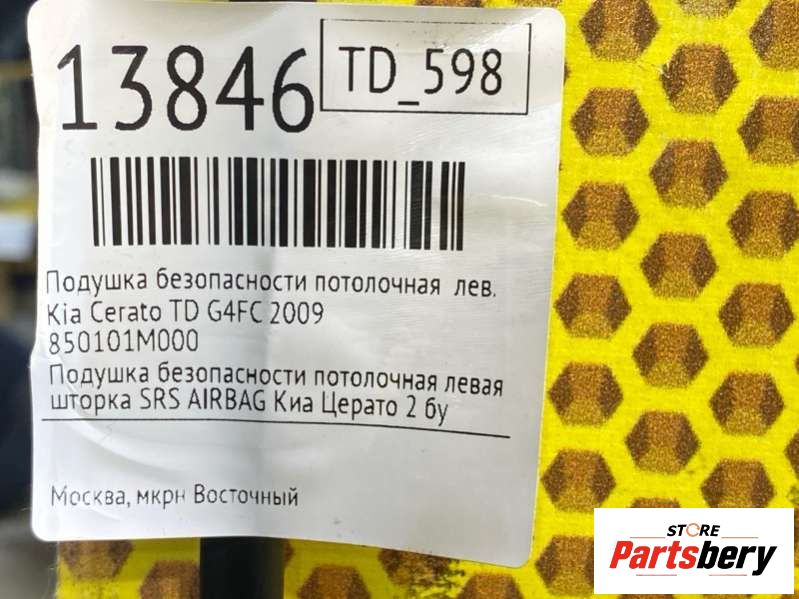 13846
TD_598
Подушка безопасности потолочная лев.
Kia Cerato TD G4FC 2009
850101M000
Подушка безопасности потолочная левая
шторка SRS AIRBAG Киа Церато 2 бу
Москва, мкрн Восточный
STORE
Partsbery